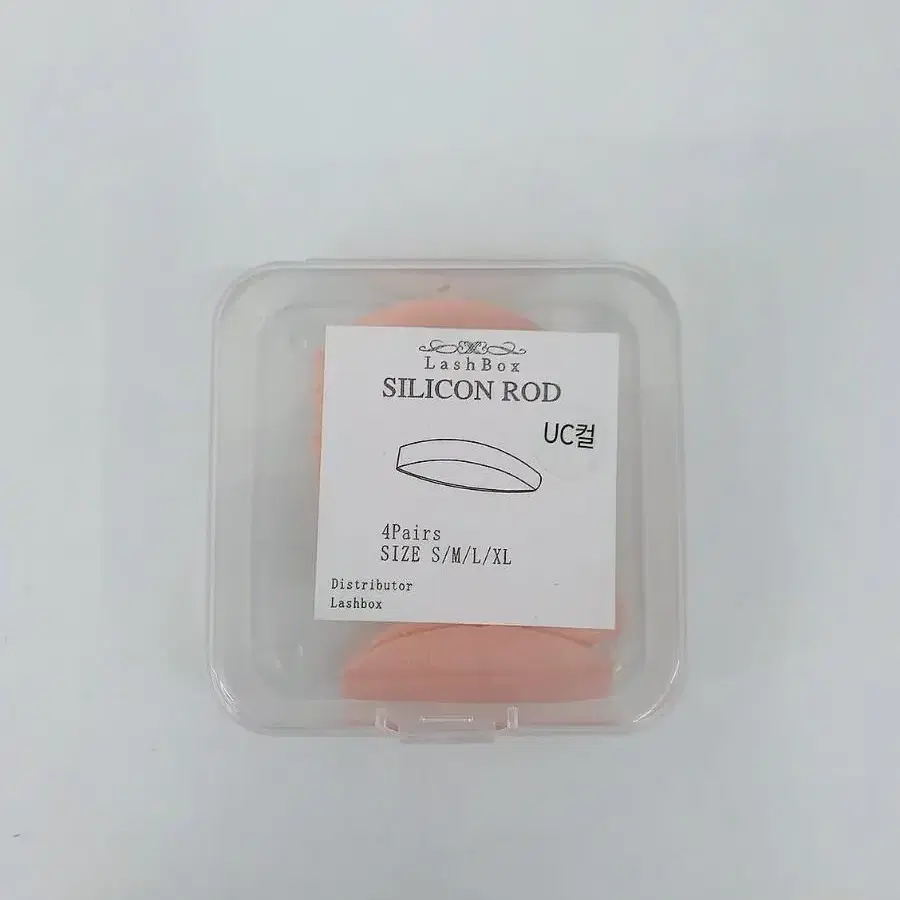 LashBox
SILICON ROD
UC컬
4Pairs
SIZE S/M/L/XL
Distributor
Lashbox